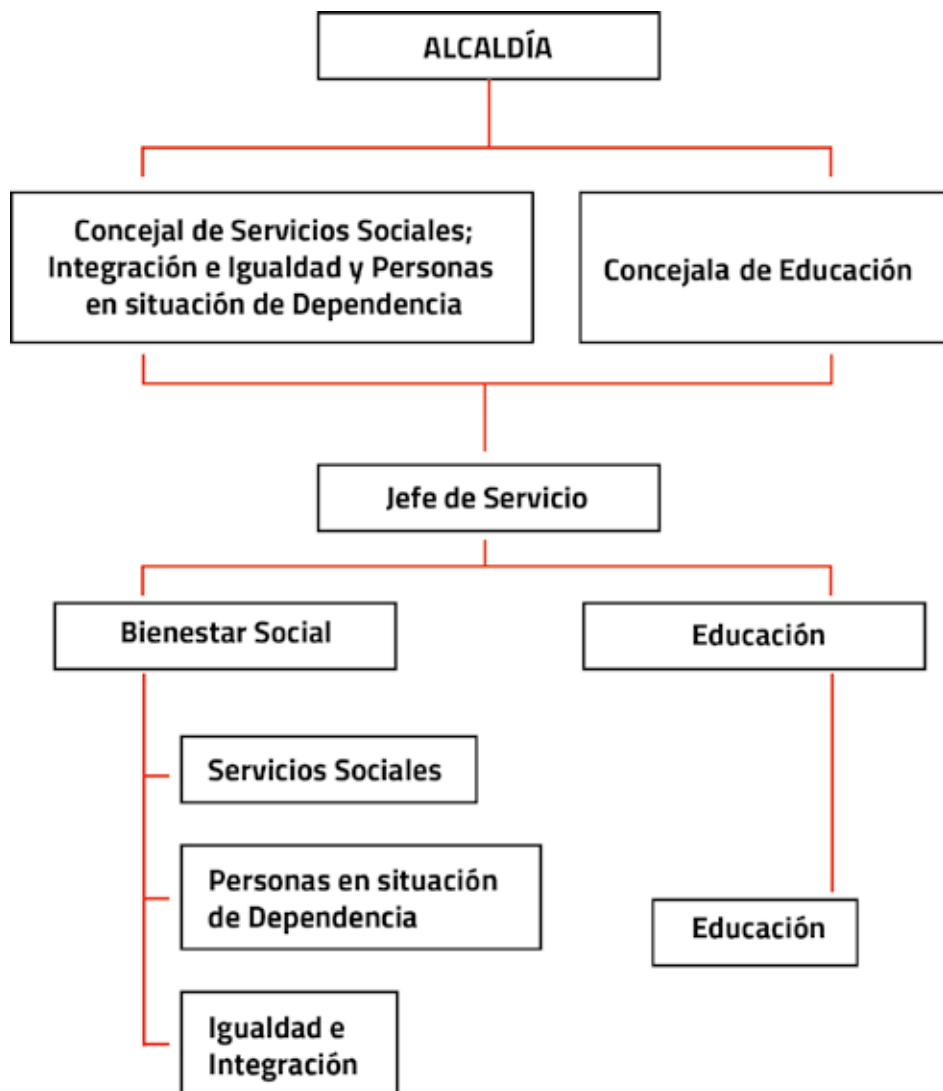 ALCALDÍA
Concejal de Servicios Sociales;
Integración e Igualdad y Personas
en situación de Dependencia
Concejala de Educación
Jefe de Servicio
Bienestar Social
Educación
Servicios Sociales
Personas en situación
de Dependencia
Educación
Igualdad e
Integración